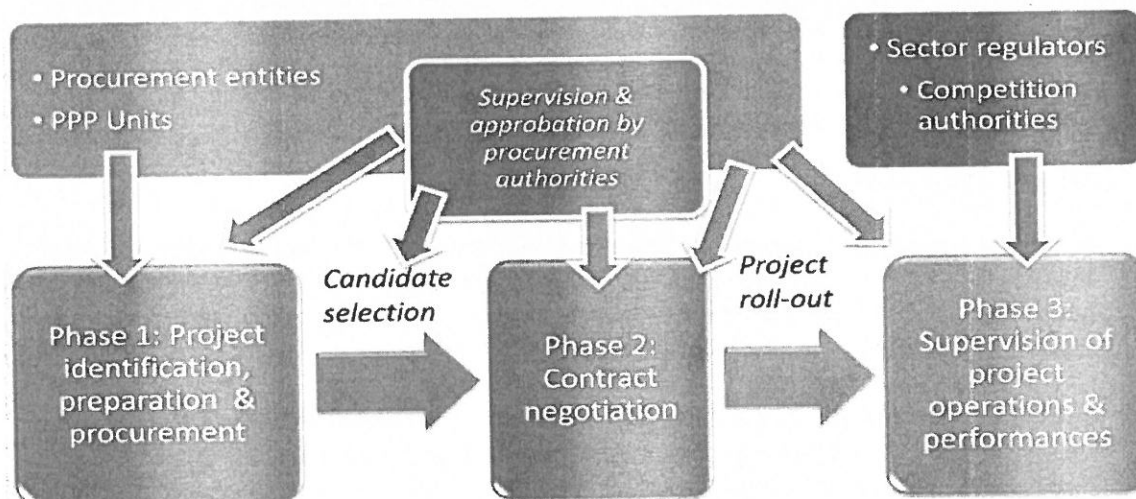 • Procurement entities
• PPP Units
Supervision &
approbation by
procurement
authorities
• Sector regulators
• Competition
authorities
Candidate
selection
Project
roll-out
Phase 1: Project
identification,
preparation &
procurement
Phase 2:
Contract
negotiation
Phase 3:
Supervision of
project
operations &
performances